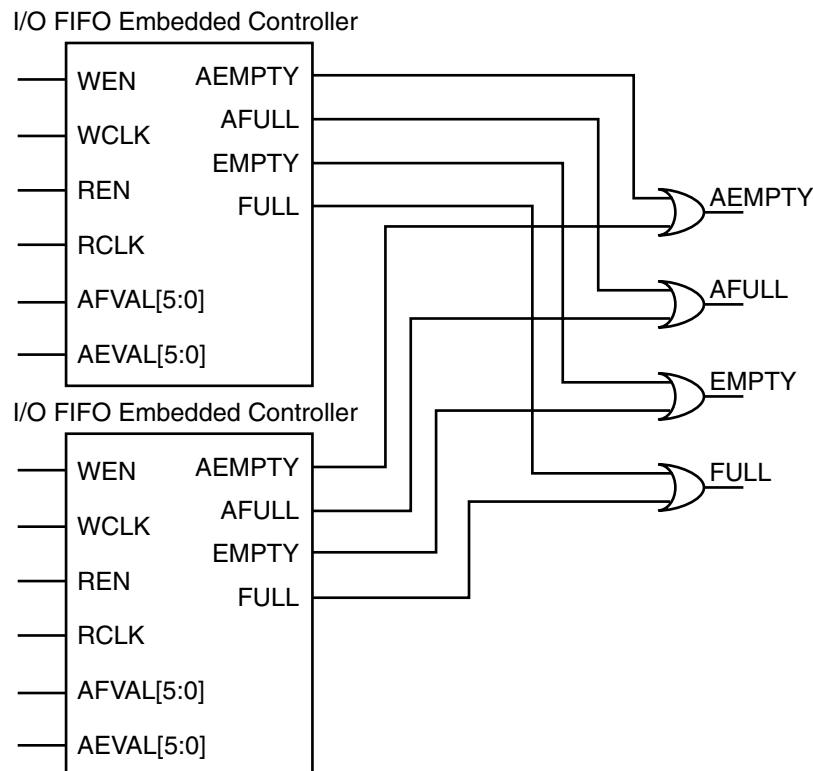 I/O FIFO Embedded Controller
WEN
WCLK
REN
RCLK
AFVAL[5:0]
AEVAL[5:0]
AEMPTY
AFULL
EMPTY
FULL
I/O FIFO Embedded Controller
WEN
WCLK
REN
RCLK
AFVAL[5:0]
AEVAL[5:0]
AEMPTY
AFULL
EMPTY
FULL
AEMPTY
AFULL
EMPTY
FULL